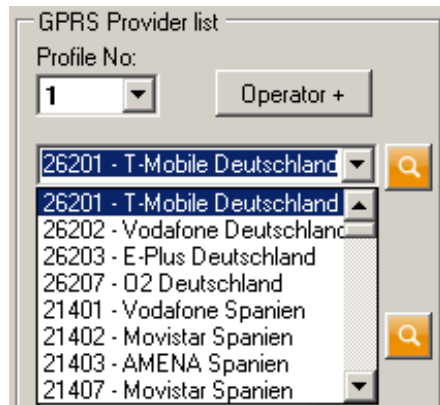 GPRS Provider list
Profile No:
1
Operator +
26201 - T-Mobile Deutschland
26201 - T-Mobile Deutschland
26202 - Vodafone Deutschland
26203 - E-Plus Deutschland
26207 - O2 Deutschland
21401 - Vodafone Spanien
21402 - Movistar Spanien
21403 - AMENA Spanien
21407 - Movistar Spanien